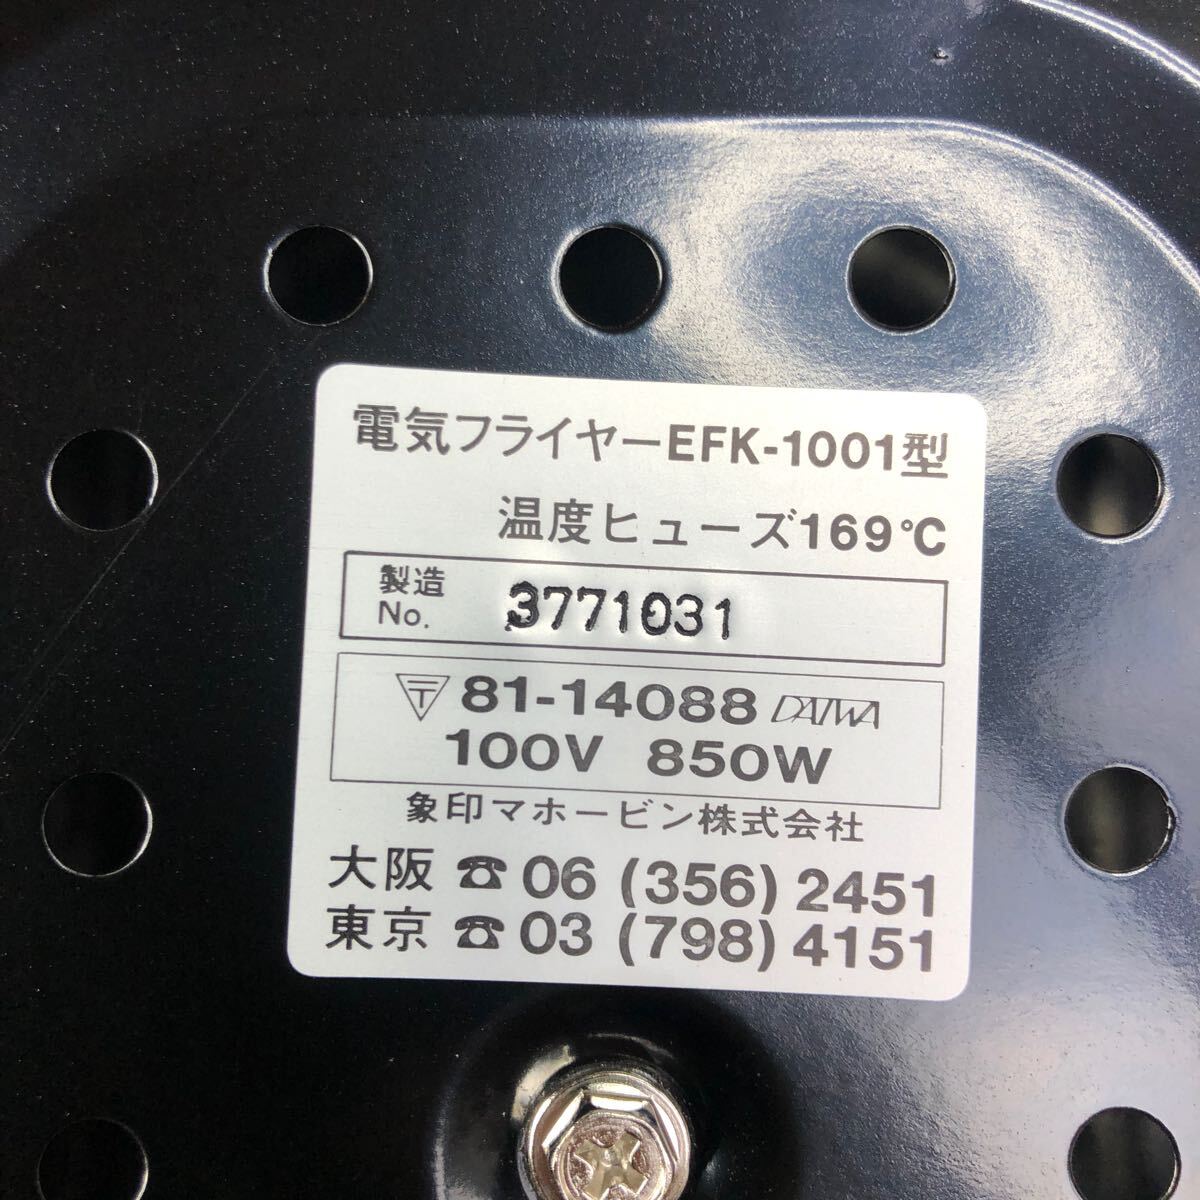 電気フライヤーEFK-1001型
温度ヒューズ169℃
製造
No. 3771031
〒 81-14088 DAIWA
100V 850W
象印マホービン株式会社
大阪 ☎ 06 (356) 2451
東京 ☎ 03 (798) 4151